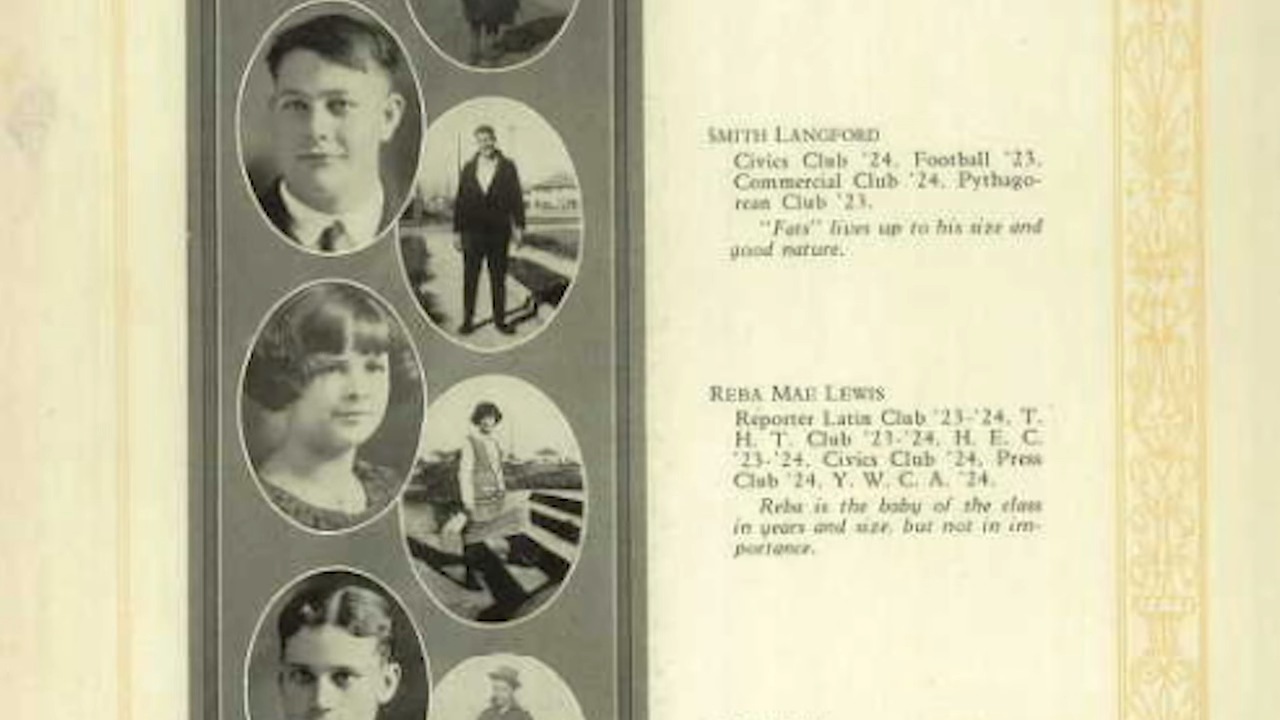 SMITH LANGFORD
Civics Club '24, Football '23,
Commercial Club '24, Pythago-
rean Club '23.
"Fats" lives up to his size and
good nature.
REBA MAE LEWIS
Reporter Latin Club '23-'24, T.
H. T. Club '23-'24, H. E. C.
'23-'24, Civics Club '24, Press
Club '24, Y. W. C. A. '24.
Reba is the baby of the class
in years and size, but not in im-
portance.